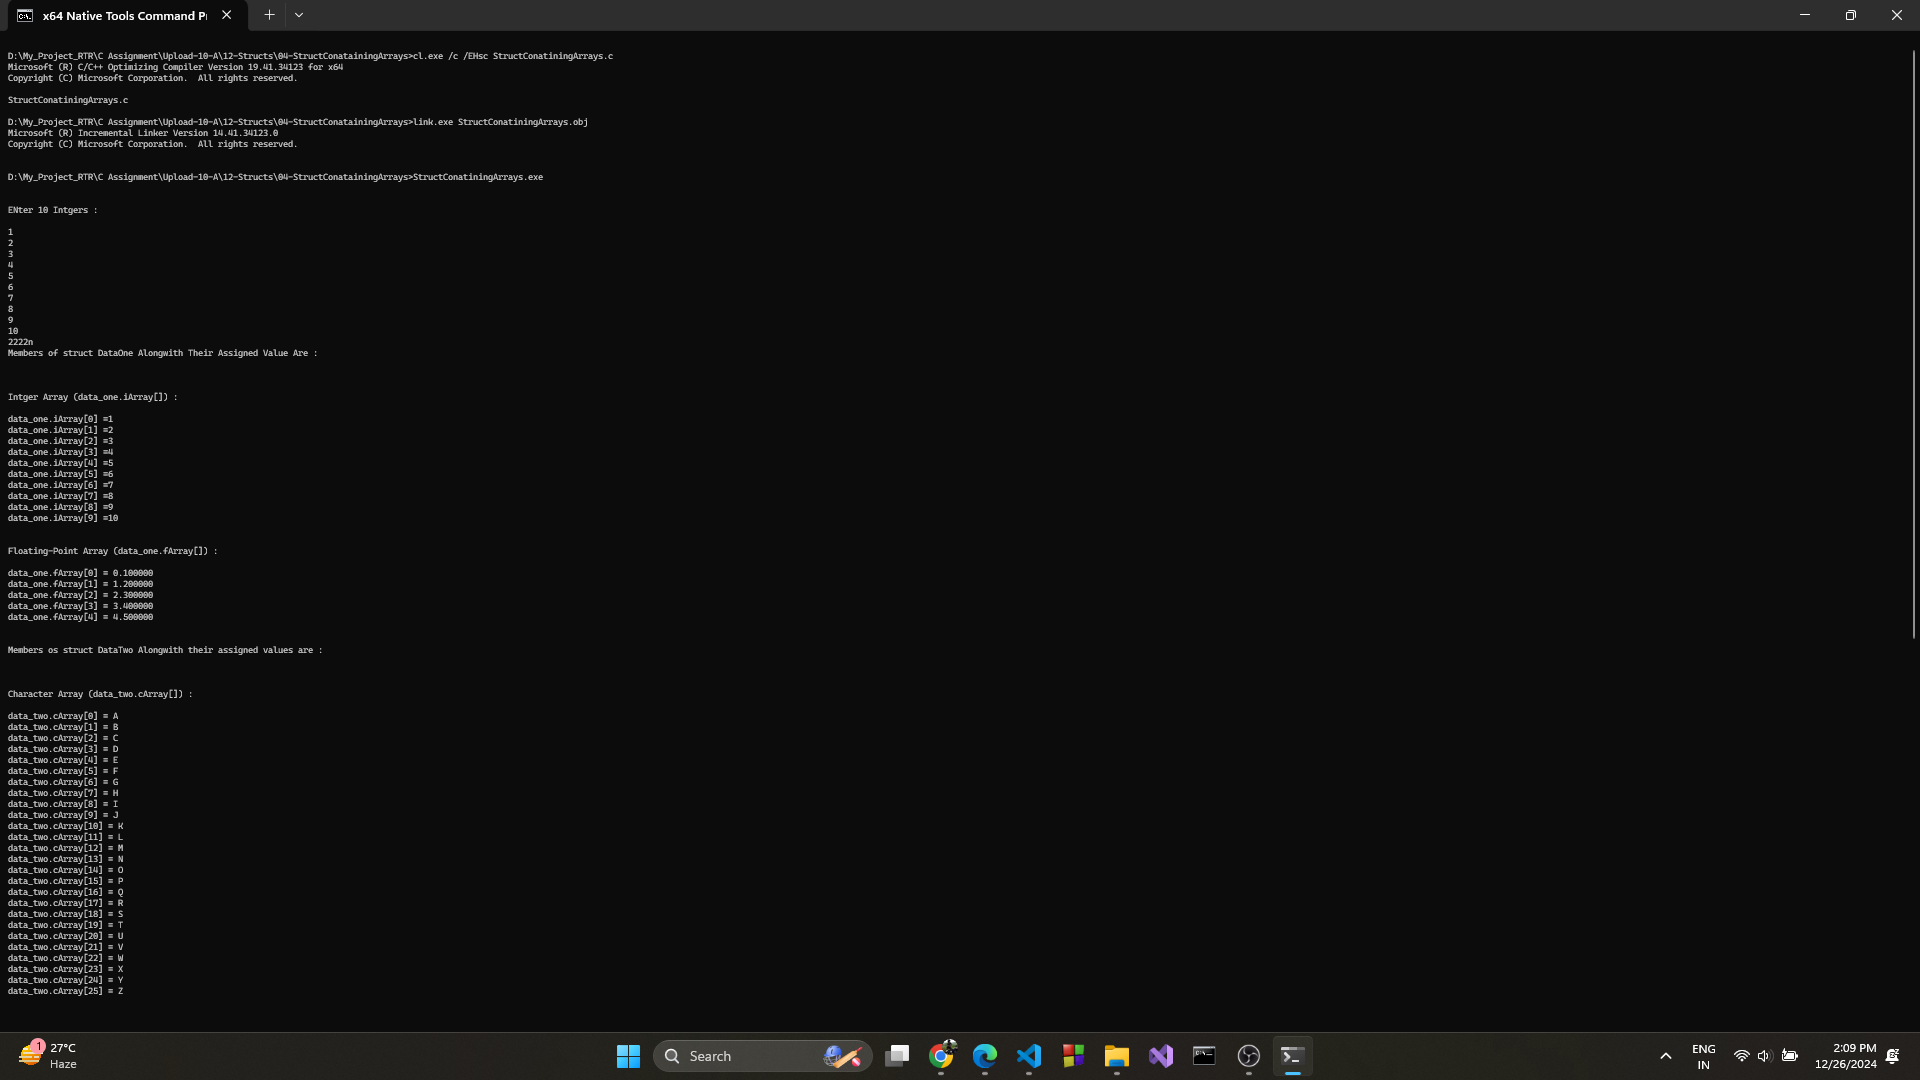 x64 Native Tools Command P
D:\My_Project_RTR\C Assignment\Upload-10-A\12-Structs\04-StructConatainingArrays>cl.exe /c /EHsc StructConatiningArrays.c
Microsoft (R) C/C++ Optimizing Compiler Version 19.41.34123 for x64
Copyright (C) Microsoft Corporation.  All rights reserved.
StructConatiningArrays.c
D:\My_Project_RTR\C Assignment\Upload-10-A\12-Structs\04-StructConatainingArrays>link.exe StructConatiningArrays.obj
Microsoft (R) Incremental Linker Version 14.41.34123.0
Copyright (C) Microsoft Corporation.  All rights reserved.
D:\My_Project_RTR\C Assignment\Upload-10-A\12-Structs\04-StructConatainingArrays>StructConatiningArrays.exe
ENter 10 Intgers :
1
2
3
4
5
6
7
8
9
10
2222n
Members of struct DataOne Alongwith Their Assigned Value Are :
Intger Array (data_one.iArray[]) :
data_one.iArray[0] =1
data_one.iArray[1] =2
data_one.iArray[2] =3
data_one.iArray[3] =4
data_one.iArray[4] =5
data_one.iArray[5] =6
data_one.iArray[6] =7
data_one.iArray[7] =8
data_one.iArray[8] =9
data_one.iArray[9] =10
Floating-Point Array (data_one.fArray[]) :
data_one.fArray[0] = 0.100000
data_one.fArray[1] = 1.200000
data_one.fArray[2] = 2.300000
data_one.fArray[3] = 3.400000
data_one.fArray[4] = 4.500000
Members os struct DataTwo Alongwith their assigned values are :
Character Array (data_two.cArray[]) :
data_two.cArray[0] = A
data_two.cArray[1] = B
data_two.cArray[2] = C
data_two.cArray[3] = D
data_two.cArray[4] = E
data_two.cArray[5] = F
data_two.cArray[6] = G
data_two.cArray[7] = H
data_two.cArray[8] = I
data_two.cArray[9] = J
data_two.cArray[10] = K
data_two.cArray[11] = L
data_two.cArray[12] = M
data_two.cArray[13] = N
data_two.cArray[14] = O
data_two.cArray[15] = P
data_two.cArray[16] = Q
data_two.cArray[17] = R
data_two.cArray[18] = S
data_two.cArray[19] = T
data_two.cArray[20] = U
data_two.cArray[21] = V
data_two.cArray[22] = W
data_two.cArray[23] = X
data_two.cArray[24] = Y
data_two.cArray[25] = Z
1
27°C
Haze
Search
ENG
IN
2:09 PM
12/26/2024